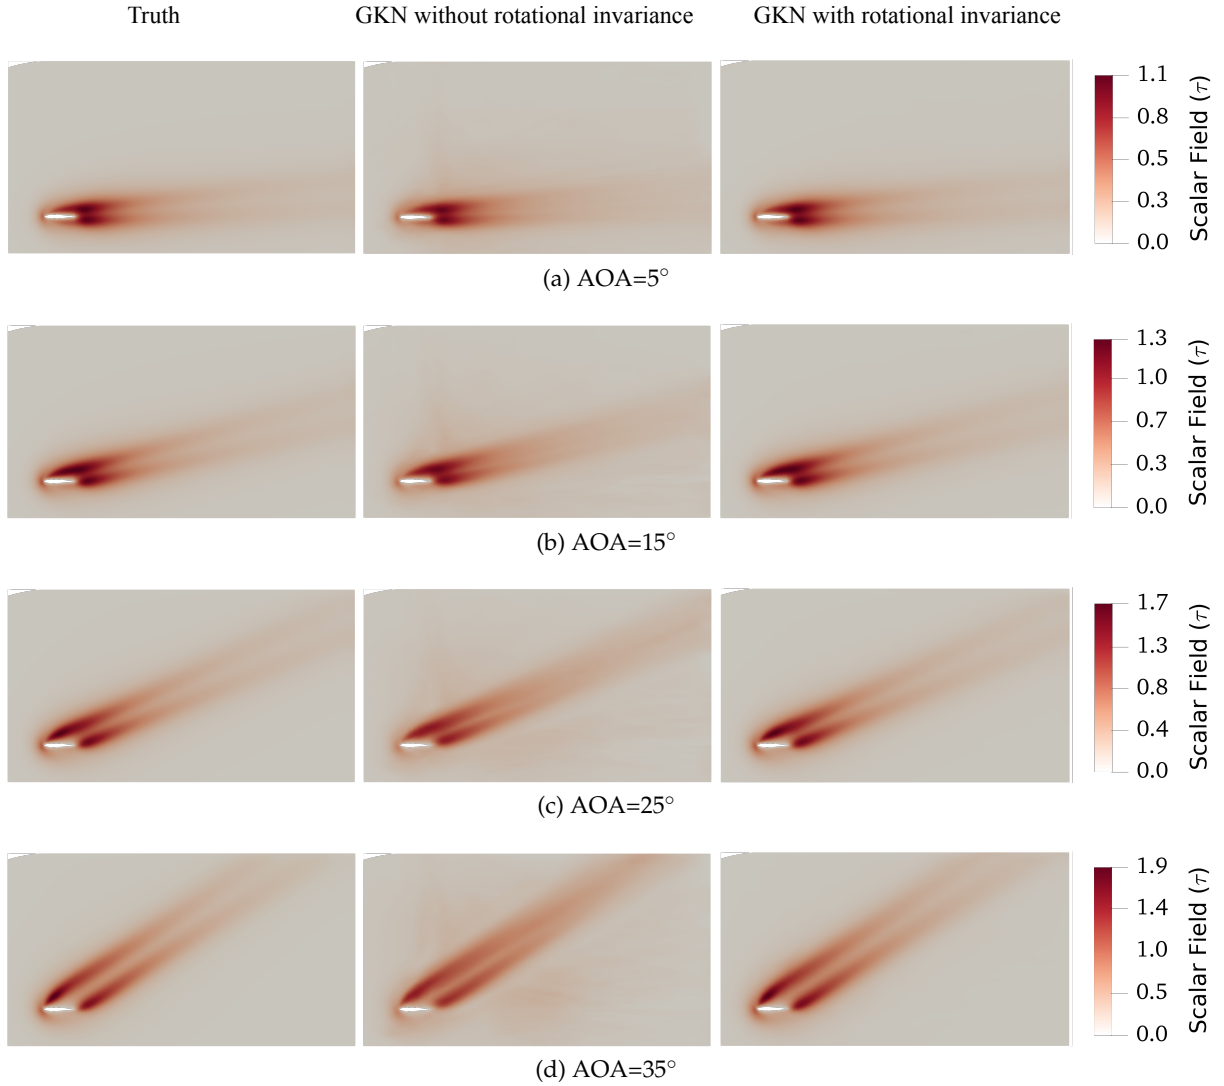 Truth
GKN without rotational invariance
GKN with rotational invariance
1.1
0.8
0.5
0.3
0.0
Scalar Field (τ)
(a) AOA=5°
1.3
1.0
0.7
0.3
0.0
Scalar Field (τ)
(b) AOA=15°
1.7
1.3
0.8
0.4
0.0
Scalar Field (τ)
(c) AOA=25°
1.9
1.4
1.0
0.5
0.0
Scalar Field (τ)
(d) AOA=35°